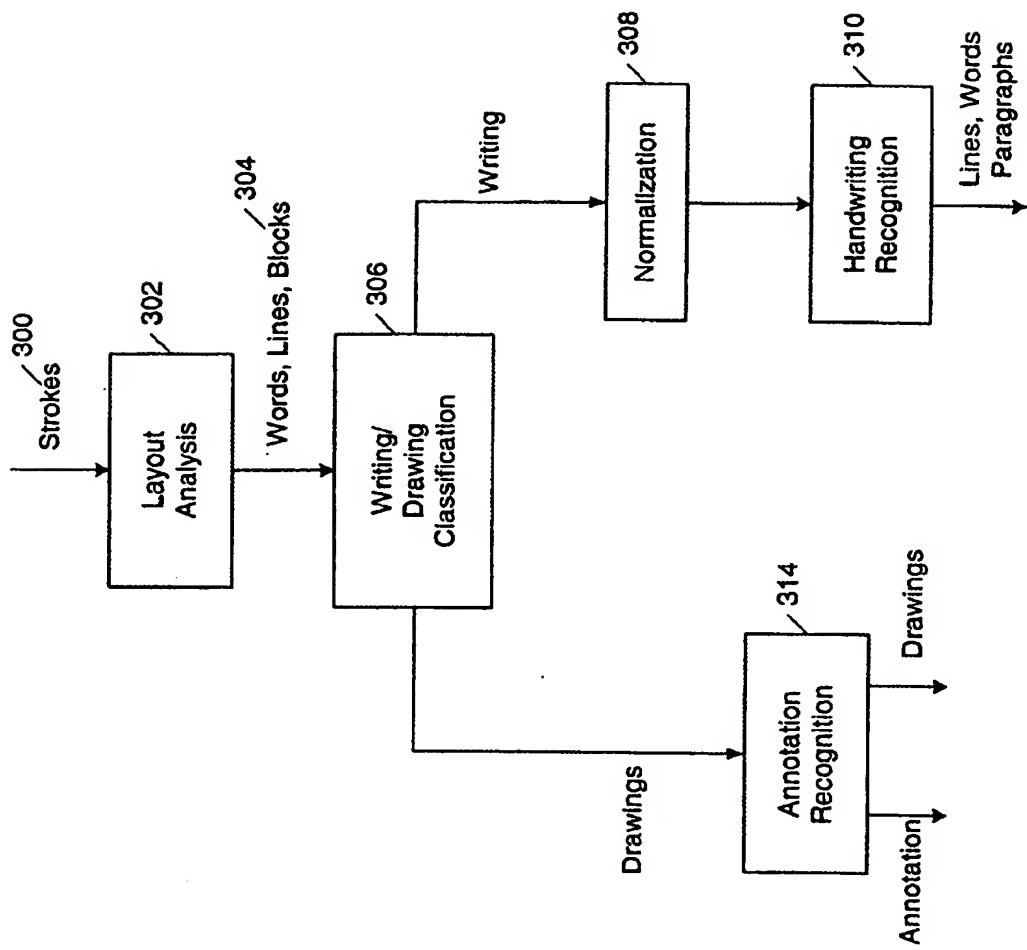 300
Strokes
302
Layout
Analysis
304
Words, Lines, Blocks
306
Writing/
Drawing
Classification
Writing
308
Normalization
310
Handwriting
Recognition
Lines, Words
Paragraphs
Drawings
314
Annotation
Recognition
Annotation
Drawings